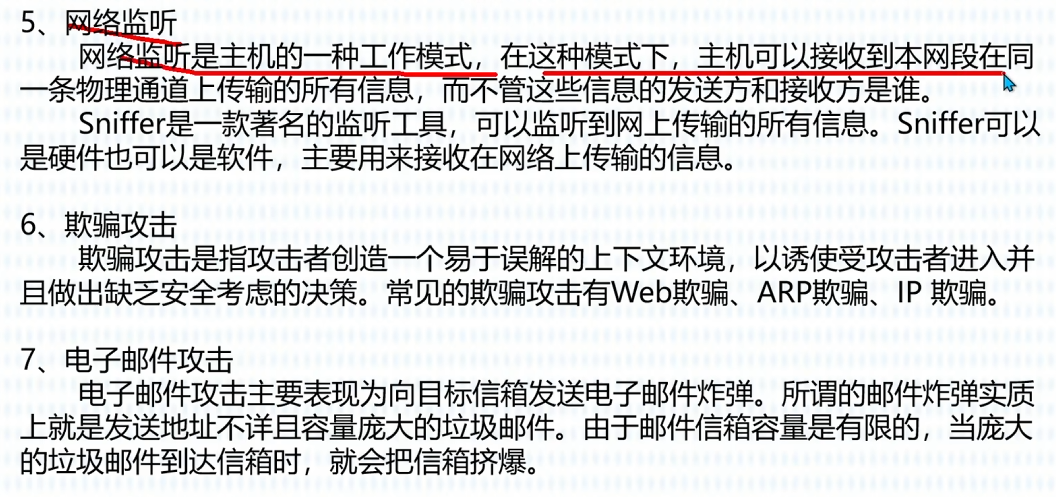 5、网络监听
网络监听是主机的一种工作模式，在这种模式下，主机可以接收到本网段在同
一条物理通道上传输的所有信息，而不管这些信息的发送方和接收方是谁。
Sniffer是一款著名的监听工具，可以监听到网上传输的所有信息。Sniffer可以
是硬件也可以是软件，主要用来接收在网络上传输的信息。
6、欺骗攻击
欺骗攻击是指攻击者创造一个易于误解的上下文环境，以诱使受攻击者进入并
且做出缺乏安全考虑的决策。常见的欺骗攻击有Web欺骗、ARP欺骗、IP 欺骗。
7、电子邮件攻击
电子邮件攻击主要表现为向目标信箱发送电子邮件炸弹。所谓的邮件炸弹实质
上就是发送地址不详且容量庞大的垃圾邮件。由于邮件信箱容量是有限的，当庞大
的垃圾邮件到达信箱时，就会把信箱挤爆。